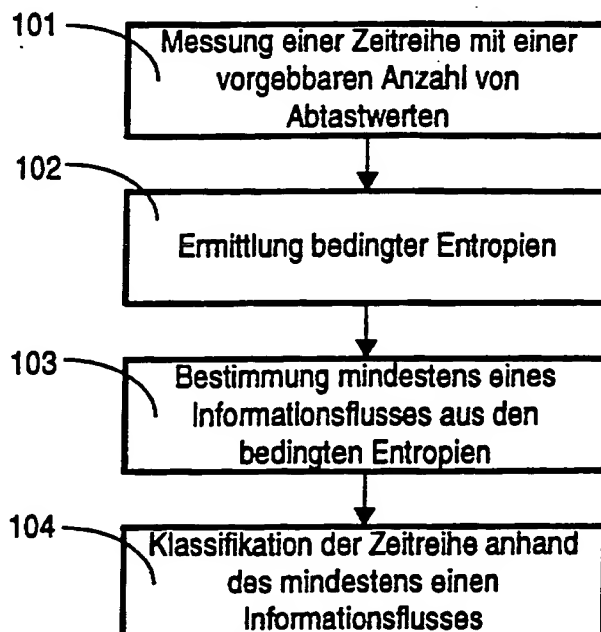 101
Messung einer Zeitreihe mit einer
vorgebbaren Anzahl von
Abtastwerten
102
Ermittlung bedingter Entropien
103
Bestimmung mindestens eines
Informationsflusses aus den
bedingten Entropien
104
Klassifikation der Zeitreihe anhand
des mindestens einen
Informationsflusses